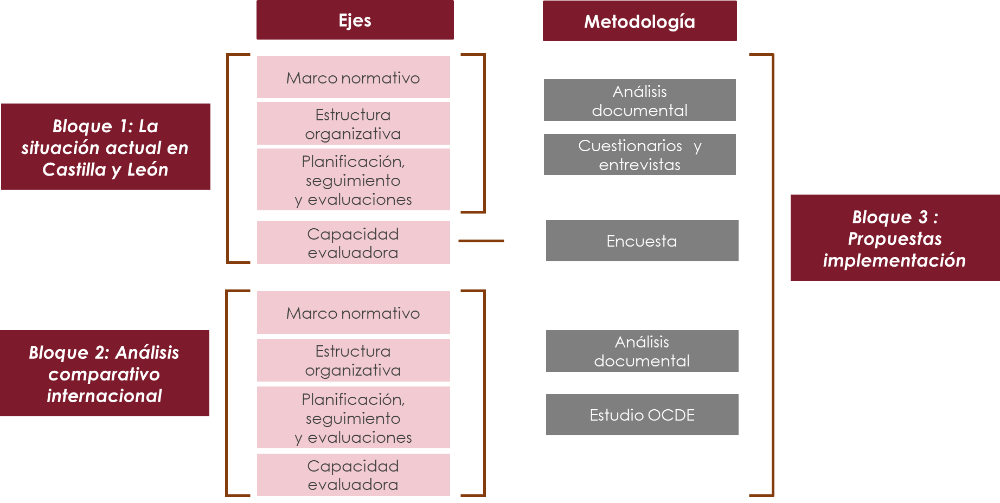 Ejes
Metodología
Bloque 1: La
situación actual en
Castilla y León
Marco normativo
Estructura
organizativa
Planificación,
seguimiento
y evaluaciones
Capacidad
evaluadora
Análisis
documental
Cuestionarios y
entrevistas
Encuesta
Bloque 2: Análisis
comparativo
internacional
Marco normativo
Estructura
organizativa
Planificación,
seguimiento
y evaluaciones
Capacidad
evaluadora
Análisis
documental
Estudio OCDE
Bloque 3 :
Propuestas
implementación